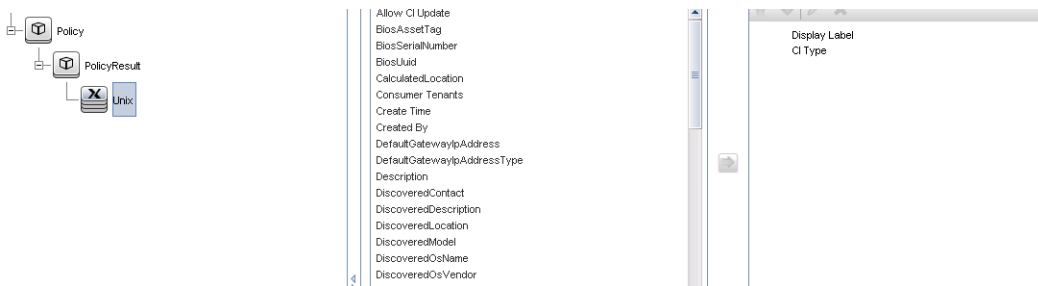 Policy
PolicyResult
Unix
Allow CI Update
BiosAssetTag
BiosSerialNumber
BiosUuid
CalculatedLocation
Consumer Tenants
Create Time
Created By
DefaultGatewayIpAddress
DefaultGatewayIpAddressType
Description
DiscoveredContact
DiscoveredDescription
DiscoveredLocation
DiscoveredModel
DiscoveredOsName
DiscoveredOsVendor
Display Label
CI Type